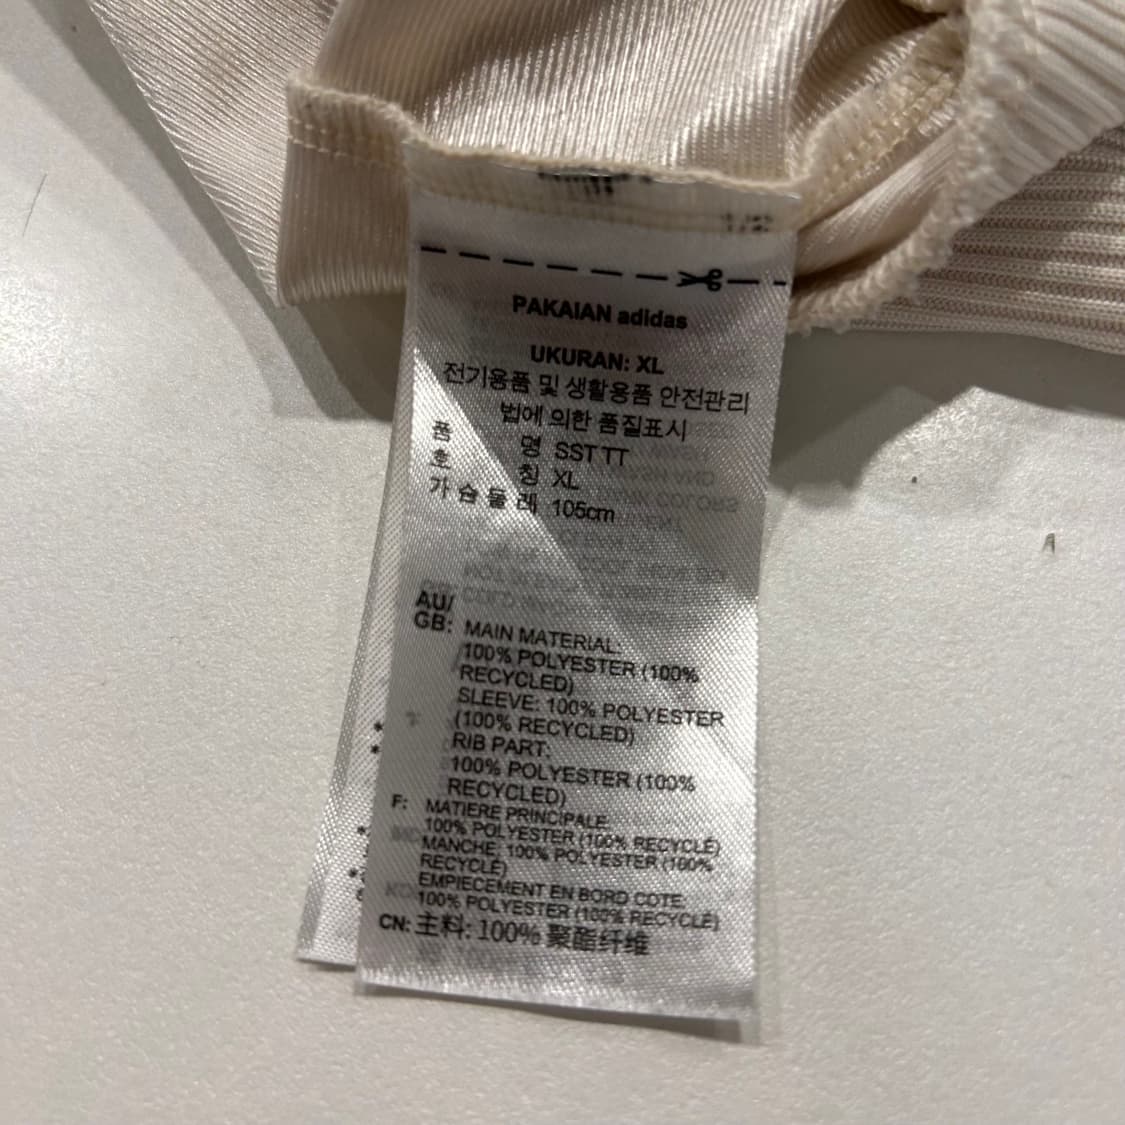 PAKAIAN adidas
UKURAN: XL
전기용품 및 생활용품 안전관리
법에 의한 품질표시
품 명 SST TT
호 칭 XL
가 슴 둘 레 105cm
AU/
GB: MAIN MATERIAL:
100% POLYESTER (100%
RECYCLED)
SLEEVE: 100% POLYESTER
(100% RECYCLED)
RIB PART:
100% POLYESTER (100%
RECYCLED)
F: MATIERE PRINCIPALE:
100% POLYESTER (100% RECYCLÉ)
MANCHE: 100% POLYESTER (100%
RECYCLÉ)
EMPIECEMENT EN BORD COTE:
100% POLYESTER (100% RECYCLÉ)
CN: 主料: 100% 聚酯纤维